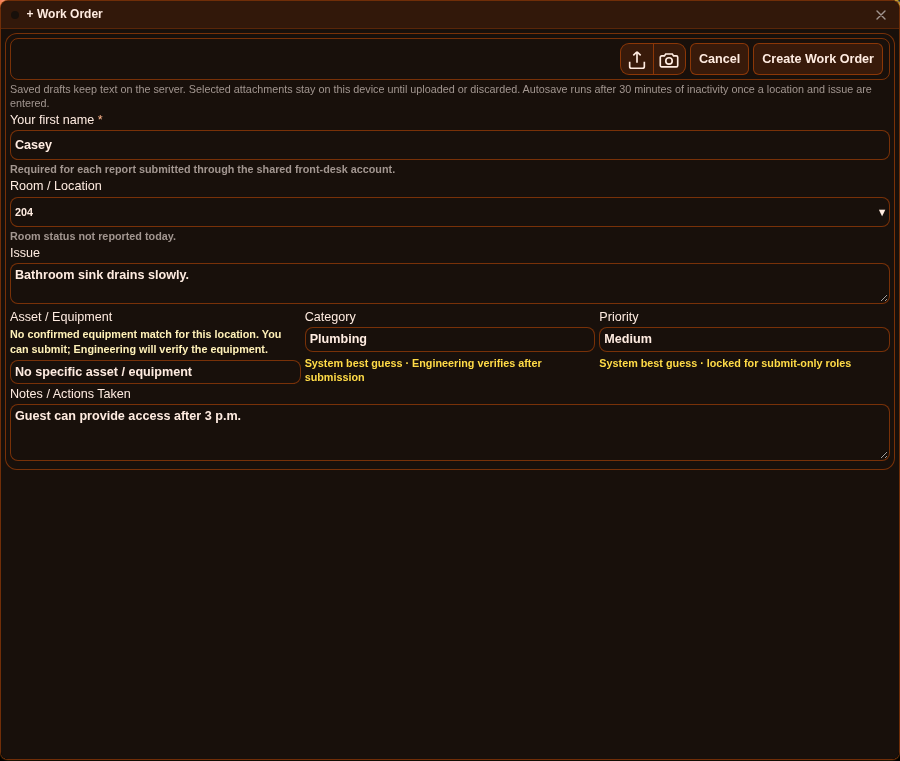 + Work Order
Cancel
Create Work Order
Saved drafts keep text on the server. Selected attachments stay on this device until uploaded or discarded. Autosave runs after 30 minutes of inactivity once a location and issue are
entered.
Your first name *
Casey
Required for each report submitted through the shared front-desk account.
Room / Location
204
Room status not reported today.
Issue
Bathroom sink drains slowly.
Asset / Equipment
No confirmed equipment match for this location. You
can submit; Engineering will verify the equipment.
No specific asset / equipment
Category
Plumbing
System best guess · Engineering verifies after
submission
Priority
Medium
System best guess · locked for submit-only roles
Notes / Actions Taken
Guest can provide access after 3 p.m.